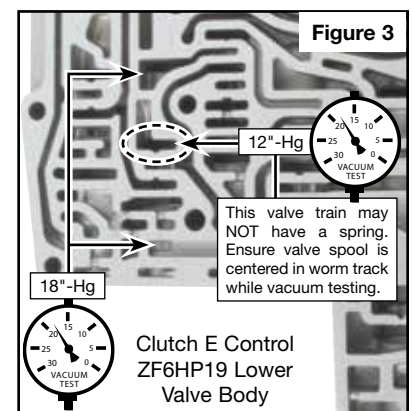 Figure 3
12"-Hg
15
20
10
25
5
30
0
VACUUM
TEST
This valve train may
NOT have a spring.
Ensure valve spool is
centered in worm track
while vacuum testing.
18"-Hg
15
20
10
25
5
30
0
VACUUM
TEST
Clutch E Control
ZF6HP19 Lower
Valve Body